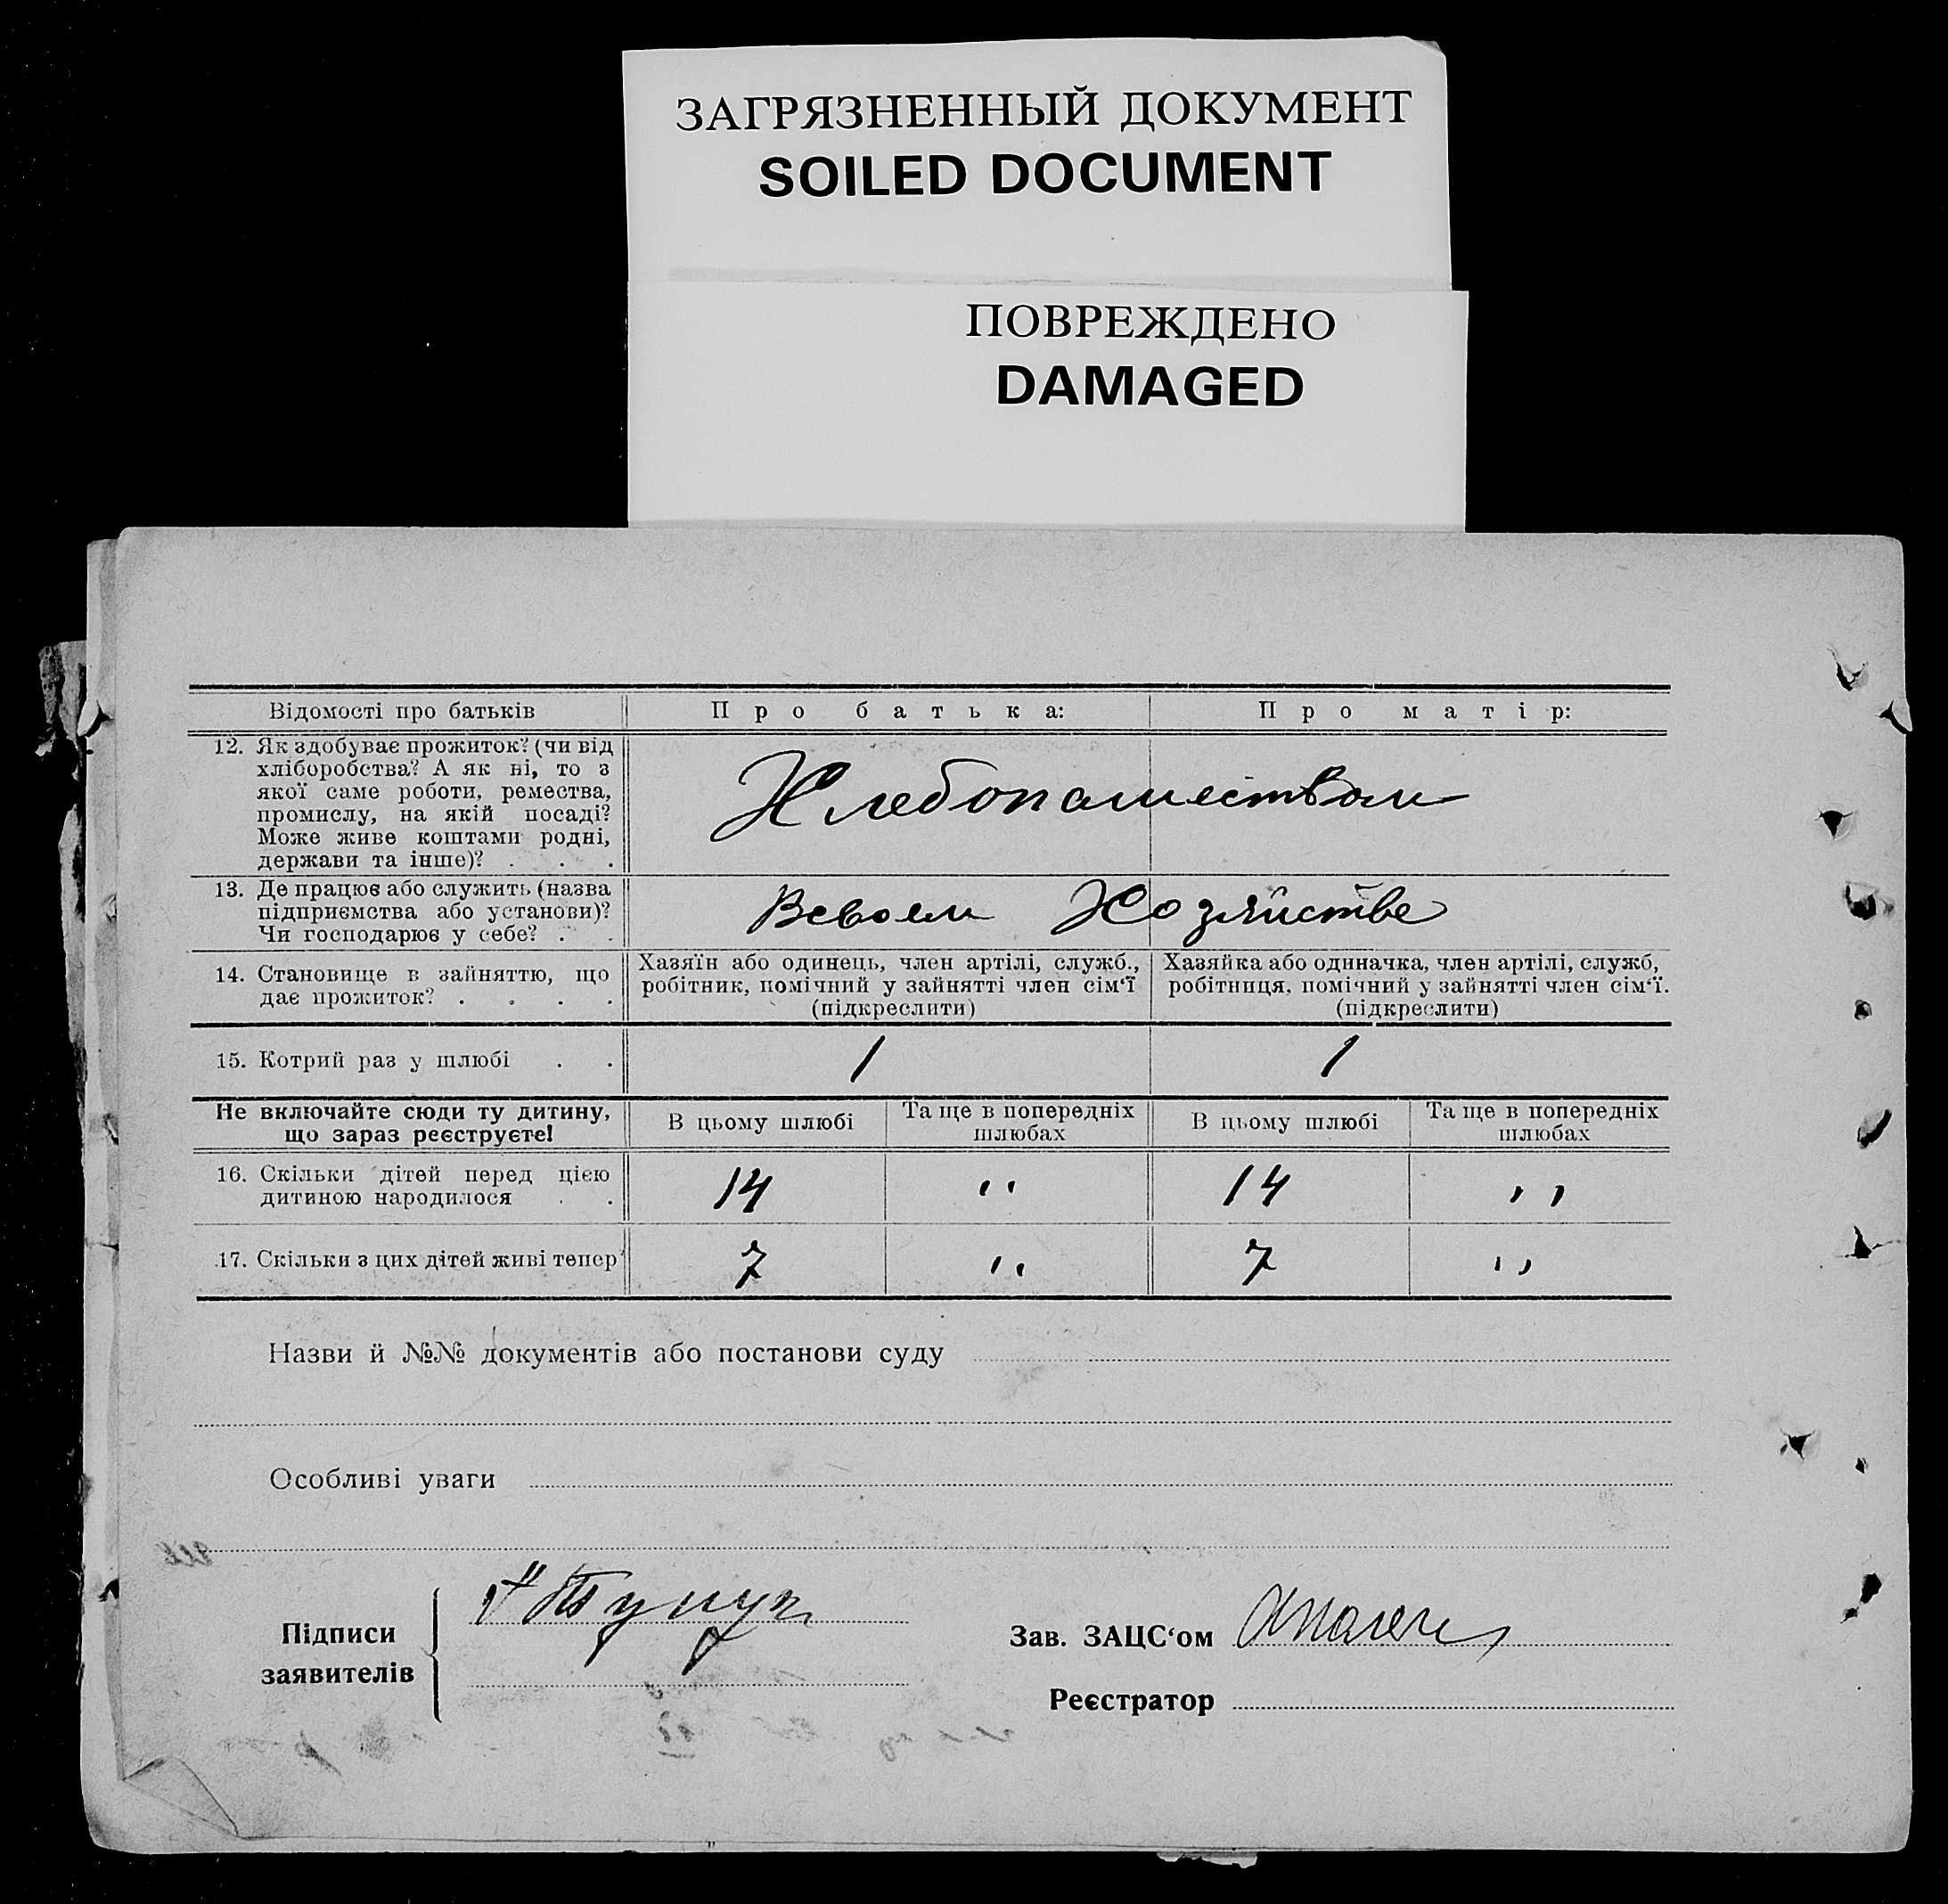 ЗАГРЯЗНЕННЫЙ ДОКУМЕНТ
SOILED DOCUMENT
ПОВРЕЖДЕНО
DAMAGED
Відомості про батьків Про батька: Про матір:
12. Як здобуває прожиток? (чи від
хліборобства? А як ні, то з
якої саме роботи, ремества,
промислу, на якій посаді?
Може живе коштами родні,
держави та інше)? . . .
Хлебопашеством
13. Де працює або служить (назва
підприємства або установи)?
Чи господарює у себе? . .
Всвоем Хозяйстве
14. Становище в зайняттю, що
дає прожиток? . . . .
Хазяїн або одинець, член артілі, служб.,
робітник, помічний у зайнятті член сім‘ї
(підкреслити)
Хазяйка або одиначка, член артілі, служб,
робітниця, помічний у зайнятті член сім‘ї.
(підкреслити)
15. Котрий раз у шлюбі . . 1 1
Не включайте сюди ту дитину,
що зараз реєструєте!
В цьому шлюбі
Та ще в попередніх
шлюбах
В цьому шлюбі
Та ще в попередніх
шлюбах
16. Скільки дітей перед цією
дитиною народилося . .
14 " 14 "
17. Скільки з цих дітей живі тепер 7 " 7 "
Назви й №№ документів або постанови суду
Особливі уваги
Підписи
заявителів
Зав. ЗАЦС‘ом
Реєстратор